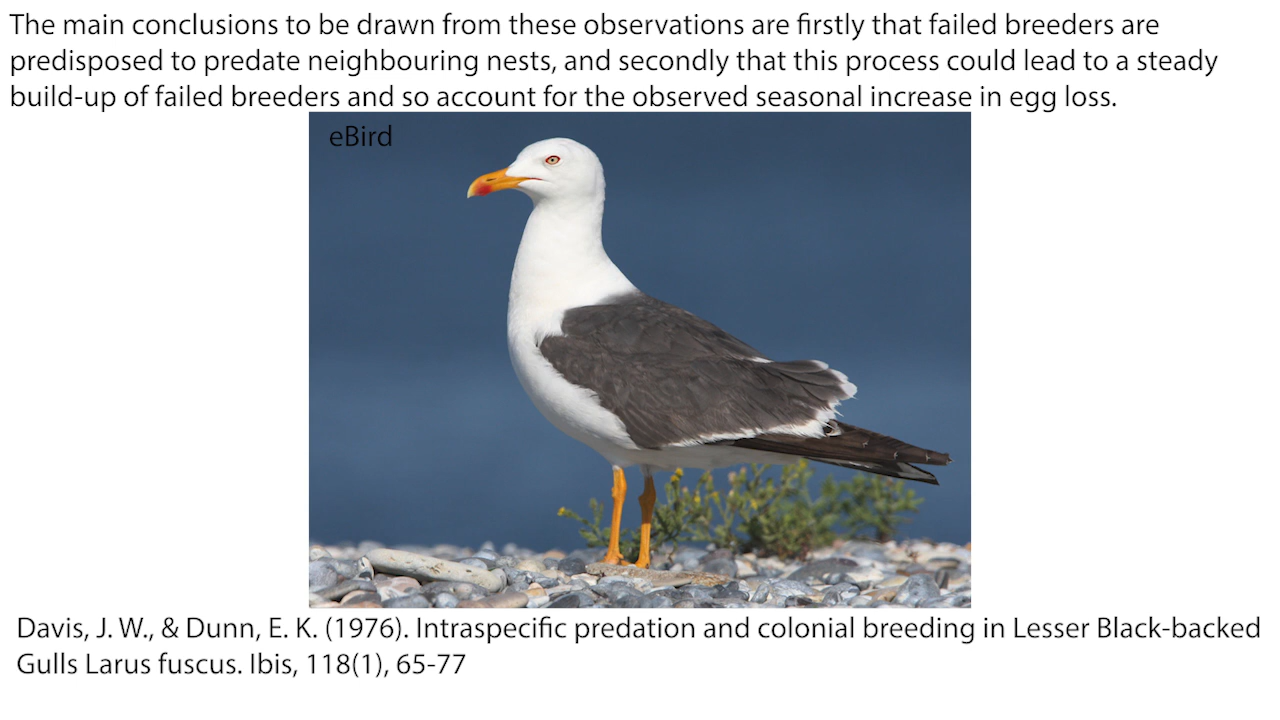 The main conclusions to be drawn from these observations are firstly that failed breeders are
predisposed to predate neighbouring nests, and secondly that this process could lead to a steady
build-up of failed breeders and so account for the observed seasonal increase in egg loss.
eBird
Davis, J. W., & Dunn, E. K. (1976). Intraspecific predation and colonial breeding in Lesser Black-backed
Gulls Larus fuscus. Ibis, 118(1), 65-77